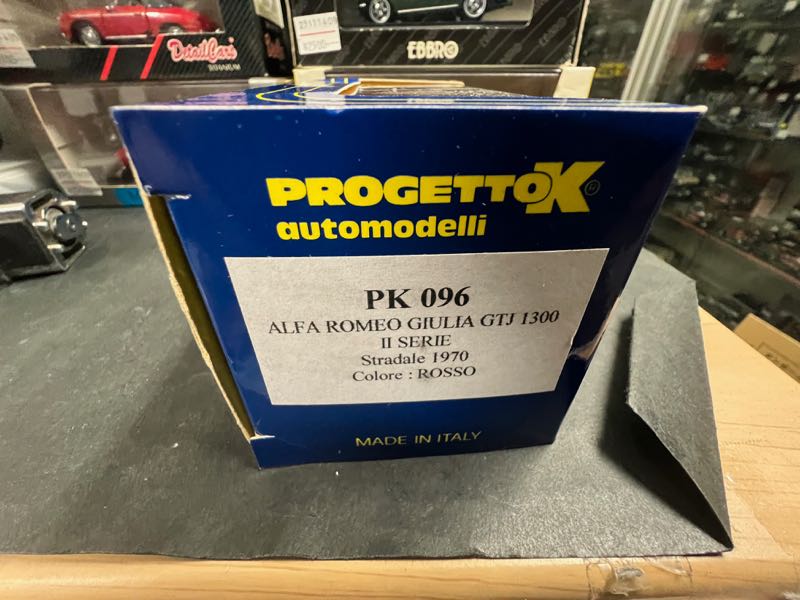 DetailCars
EBBRO
PROGETTO K
automodelli
PK 096
ALFA ROMEO GIULIA GTJ 1300
II SERIE
Stradale 1970
Colore : ROSSO
MADE IN ITALY